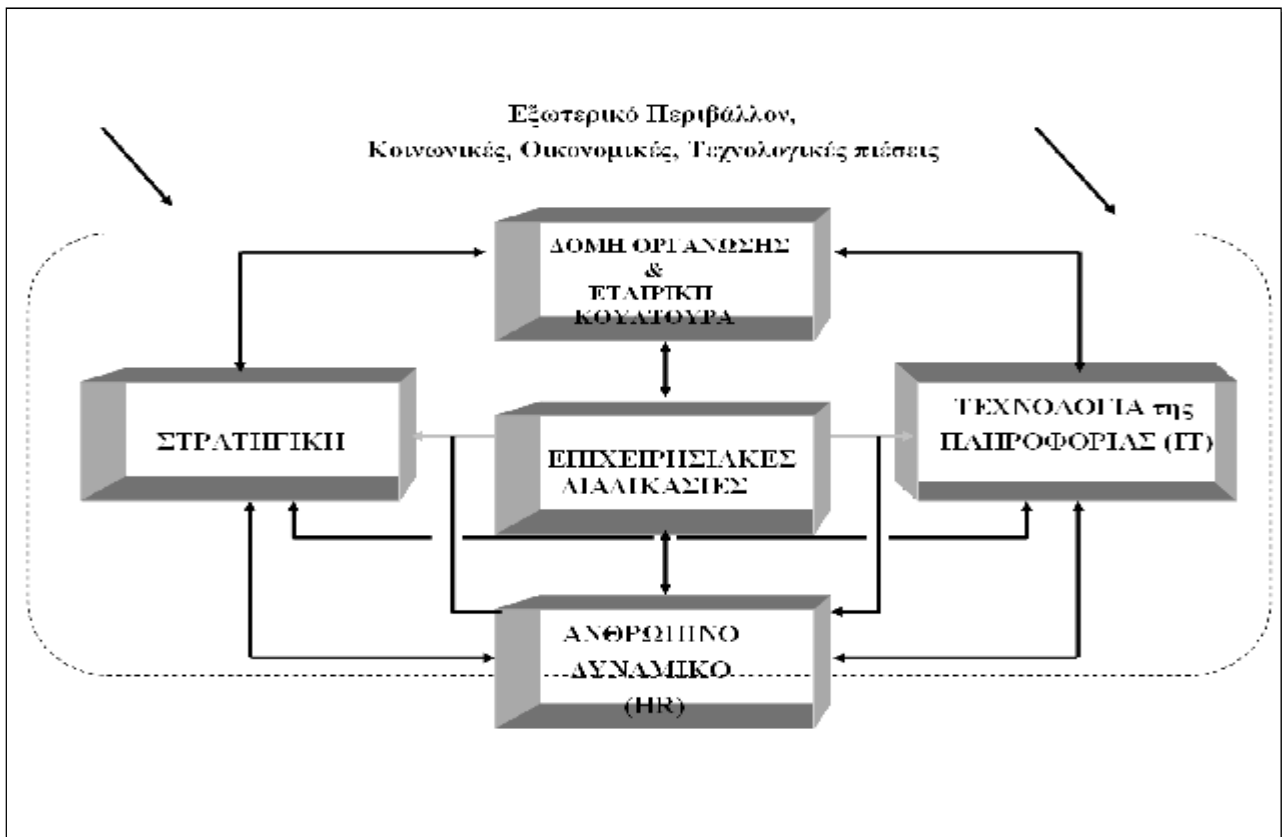 Εξωτερικό Περιβάλλον,
Κοινωνικές, Οικονομικές, Τεχνολογικές πιέσεις
ΔΟΜΗ ΟΡΓΑΝΩΣΗΣ
&
ΕΤΑΙΡΙΚΗ
ΚΟΥΛΤΟΥΡΑ
ΣΤΡΑΤΗΓΙΚΗ
ΕΠΙΧΕΙΡΗΣΙΑΚΕΣ
ΔΙΑΔΙΚΑΣΙΕΣ
ΤΕΧΝΟΛΟΓΙΑ της
ΠΛΗΡΟΦΟΡΙΑΣ (IT)
ΑΝΘΡΩΠΙΝΟ
ΔΥΝΑΜΙΚΟ
(HR)